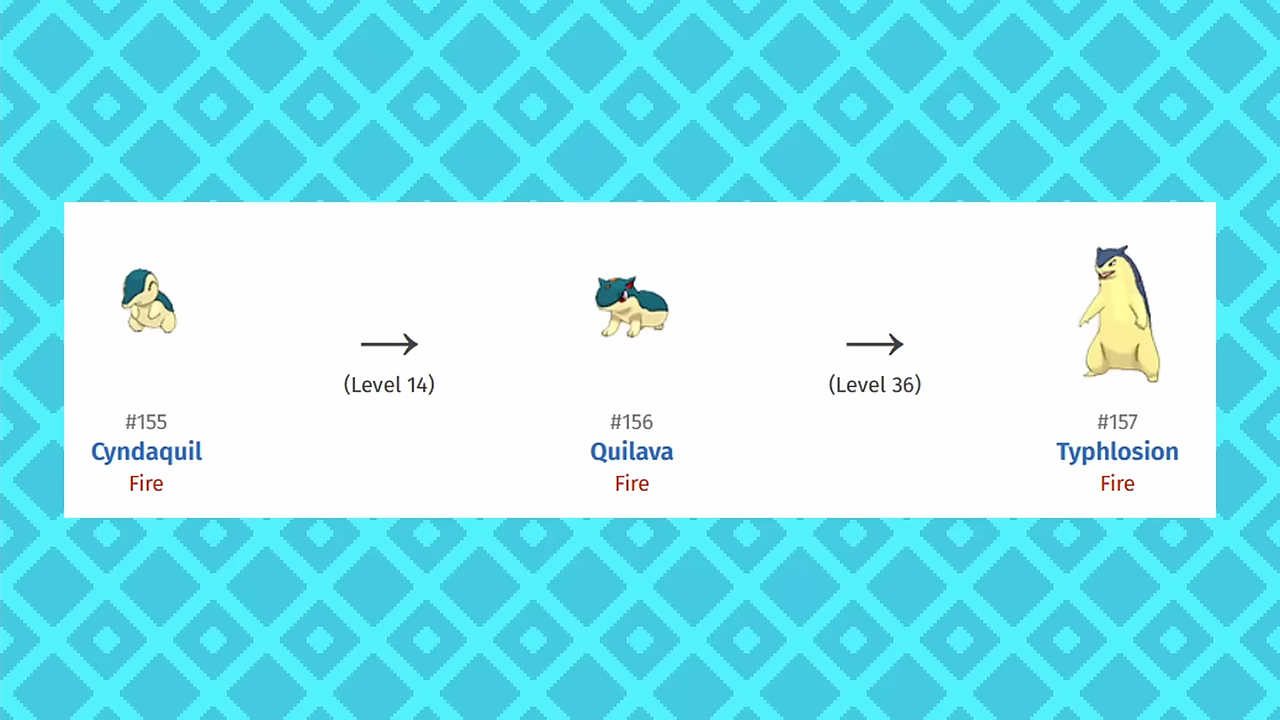 (Level 14)
(Level 36)
#155
#156
#157
Cyndaquil
Quilava
Typhlosion
Fire
Fire
Fire